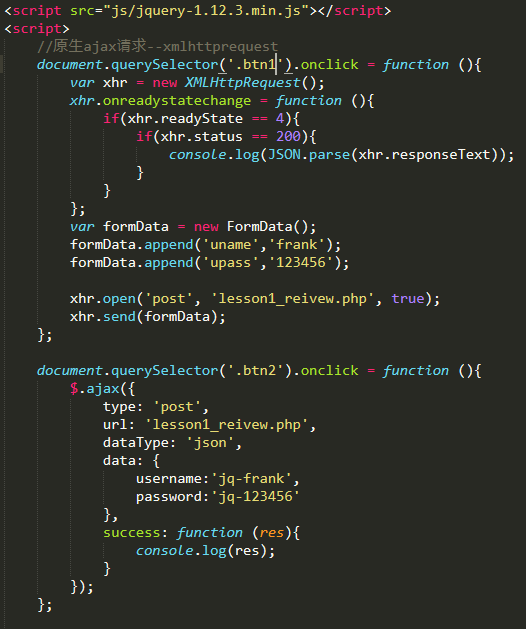 <script src="js/jquery-1.12.3.min.js"></script>
<script>
//原生ajax请求--xmlhttprequest
document.querySelector('.btn1').onclick = function (){
var xhr = new XMLHttpRequest();
xhr.onreadystatechange = function (){
if(xhr.readyState == 4){
if(xhr.status == 200){
console.log(JSON.parse(xhr.responseText));
}
}
};
var formData = new FormData();
formData.append('uname','frank');
formData.append('upass','123456');
xhr.open('post', 'lesson1_reivew.php', true);
xhr.send(formData);
};
document.querySelector('.btn2').onclick = function (){
$.ajax({
type: 'post',
url: 'lesson1_reivew.php',
dataType: 'json',
data: {
username:'jq-frank',
password:'jq-123456'
},
success: function (res){
console.log(res);
}
});
};